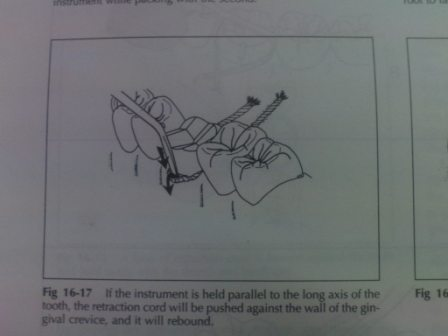 instrument while packing with the second.
Fig 16-17 If the instrument is held parallel to the long axis of the
tooth, the retraction cord will be pushed against the wall of the gin-
gival crevice, and it will rebound.
Fig 16